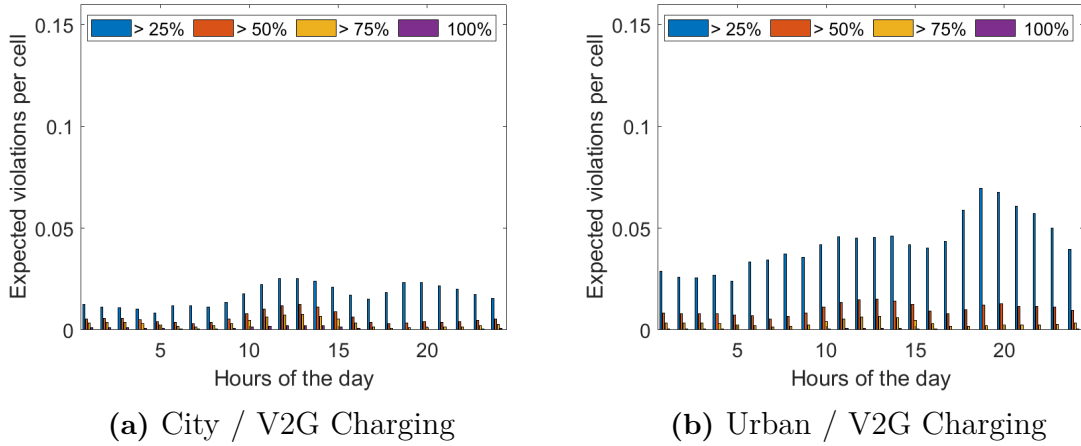 > 25% > 50% > 75% 100%
Expected violations per cell
0.15
0.1
0.05
0
5 10 15 20
Hours of the day
(a) City / V2G Charging
> 25% > 50% > 75% 100%
Expected violations per cell
0.15
0.1
0.05
0
5 10 15 20
Hours of the day
(b) Urban / V2G Charging